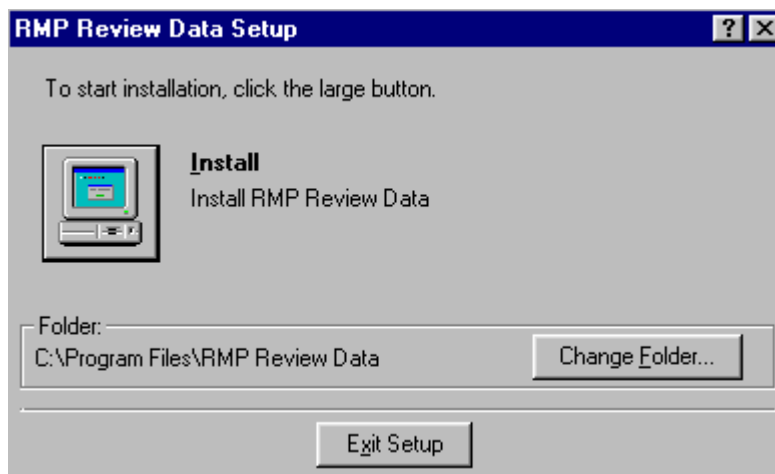 RMP Review Data Setup
To start installation, click the large button.
Install
Install RMP Review Data
Folder:
C:\Program Files\RMP Review Data
Change Folder...
Exit Setup